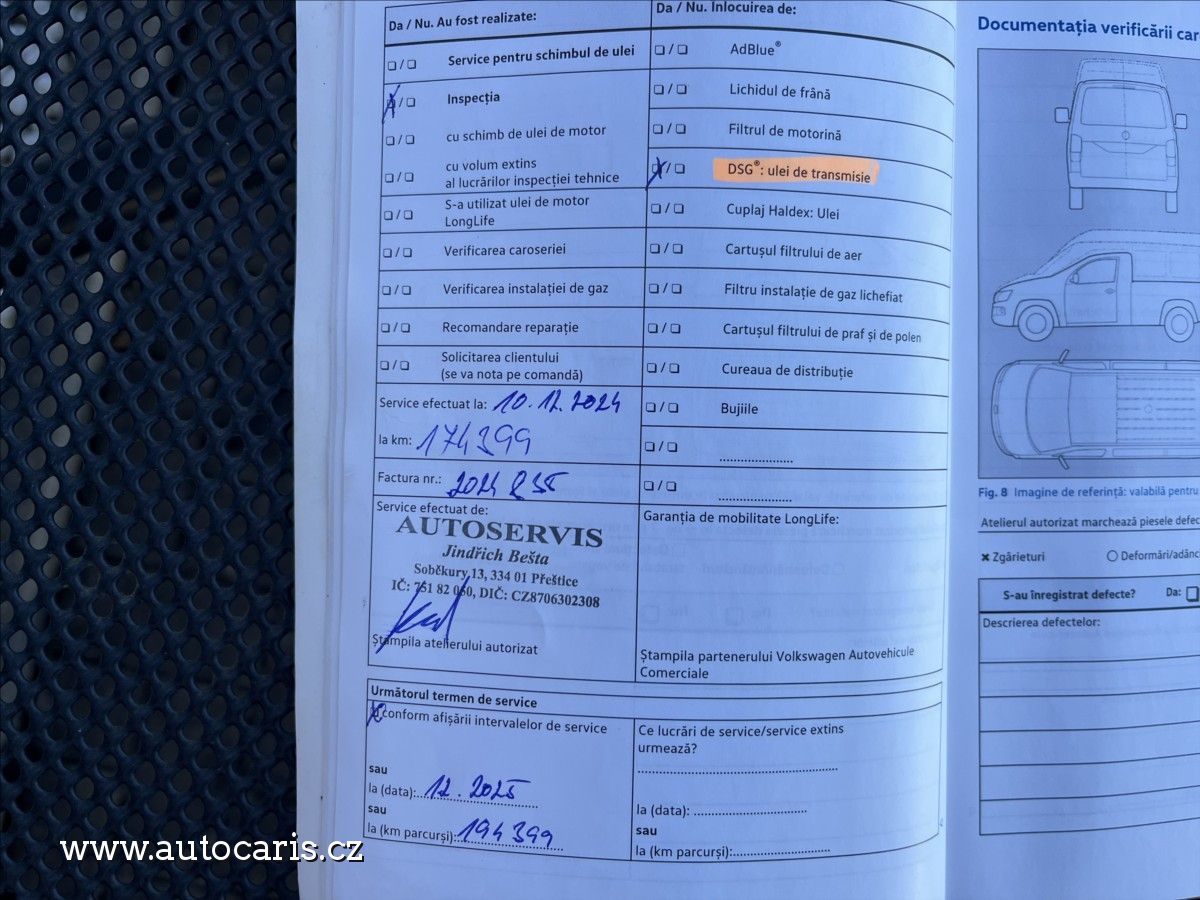 Da / Nu. Au fost realizate:
❑ / ❑ Service pentru schimbul de ulei
❑ / ❑ Inspecția
❑ / ❑ cu schimb de ulei de motor
❑ / ❑ cu volum extins
al lucrărilor inspecției tehnice
❑ / ❑ S-a utilizat ulei de motor
LongLife
❑ / ❑ Verificarea caroseriei
❑ / ❑ Verificarea instalației de gaz
❑ / ❑ Recomandare reparație
❑ / ❑ Solicitarea clientului
(se va nota pe comandă)
Service efectuat la: 10.12.2024
la km: 174399
Factura nr.:
Service efectuat de:
AUTOSERVIS
Jindřich Bešta
Soběkury 13, 334 01 Přeštice
IČ: 751 82 060, DIČ: CZ8706302308
Ștampila atelierului autorizat
Da / Nu. Înlocuirea de:
❑ / ❑ AdBlue®
❑ / ❑ Lichidul de frână
❑ / ❑ Filtrul de motorină
❑ / ❑ DSG®: ulei de transmisie
❑ / ❑ Cuplaj Haldex: Ulei
❑ / ❑ Cartușul filtrului de aer
❑ / ❑ Filtru instalație de gaz lichefiat
❑ / ❑ Cartușul filtrului de praf și de polen
❑ / ❑ Cureaua de distribuție
❑ / ❑ Bujiile
❑ / ❑ ....................
❑ / ❑ ....................
Garanția de mobilitate LongLife:
Ștampila partenerului Volkswagen Autovehicule
Comerciale
Următorul termen de service
conform afișării intervalelor de service
sau
la (data): 12.2025
sau
la (km parcurși): 194399
Ce lucrări de service/service extins
urmează?
la (data):
sau
la (km parcurși):
Documentația verificării
Fig. 8 Imagine de referință: valabilă pentru
Atelierul autorizat marchează piesele
✖ Zgârieturi ○ Deformări
S-au înregistrat defecte? Da: ❑
Descrierea defectelor:
www.autocaris.cz